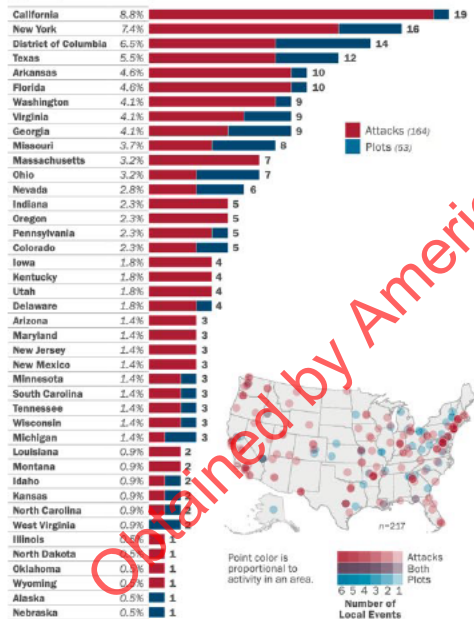 California 8.8% 19
New York 7.4% 16
District of Columbia 6.5% 14
Texas 5.5% 12
Arkansas 4.6% 10
Florida 4.6% 10
Washington 4.1% 9
Virginia 4.1% 9
Georgia 4.1% 9
Missouri 3.7% 8
Massachusetts 3.2% 7
Ohio 3.2% 7
Nevada 2.8% 6
Indiana 2.3% 5
Oregon 2.3% 5
Pennsylvania 2.3% 5
Colorado 2.3% 5
Iowa 1.8% 4
Kentucky 1.8% 4
Utah 1.8% 4
Delaware 1.8% 4
Arizona 1.4% 3
Maryland 1.4% 3
New Jersey 1.4% 3
New Mexico 1.4% 3
Minnesota 1.4% 3
South Carolina 1.4% 3
Tennessee 1.4% 3
Wisconsin 1.4% 3
Michigan 1.4% 3
Louisiana 0.9% 2
Montana 0.9% 2
Idaho 0.9% 2
Kansas 0.9% 2
North Carolina 0.9% 2
West Virginia 0.9% 2
Illinois 0.5% 1
North Dakota 0.5% 1
Oklahoma 0.5% 1
Wyoming 0.5% 1
Alaska 0.5% 1
Nebraska 0.5% 1
Attacks (164)
Plots (53)
n=217
Point color is
proportional to
activity in an area.
Attacks
Both
Plots
6 5 4 3 2 1
Number of
Local Events
Obtained by Americ